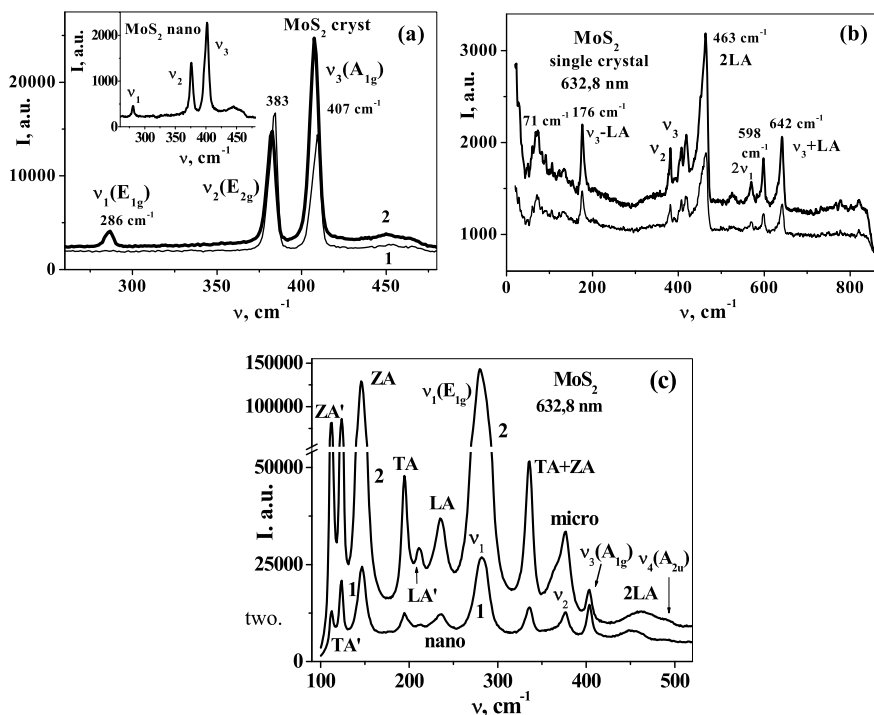 MoS2 nano
ν3
ν2
ν1
2000
1000
0
300
400
I, a.u.
ν, cm-1
MoS2 cryst
(a)
ν3(A1g)
383
407 cm-1
ν2(E2g)
ν1(E1g)
286 cm-1
2
1
20000
10000
0
250
300
350
400
450
I, a.u.
ν, cm-1
MoS2
single crystal
632,8 nm
463 cm-1
2LA
(b)
71 cm-1
176 cm-1
ν3-LA
ν2
ν3
598
cm-1
2ν1
642 cm-1
ν3+LA
3000
2000
1000
0
200
400
600
800
I, a.u.
ν, cm-1
150000
100000
50000
25000
0
I. a.u.
ZA
ZA'
ν1(E1g)
MoS2
632,8 nm
(c)
2
2
TA
LA
TA+ZA
micro
ν1
ν3(A1g)
ν4(A2u)
LA'
2LA
1
1
ν2
TA'
nano
two.
100
200
300
400
500
ν, cm-1